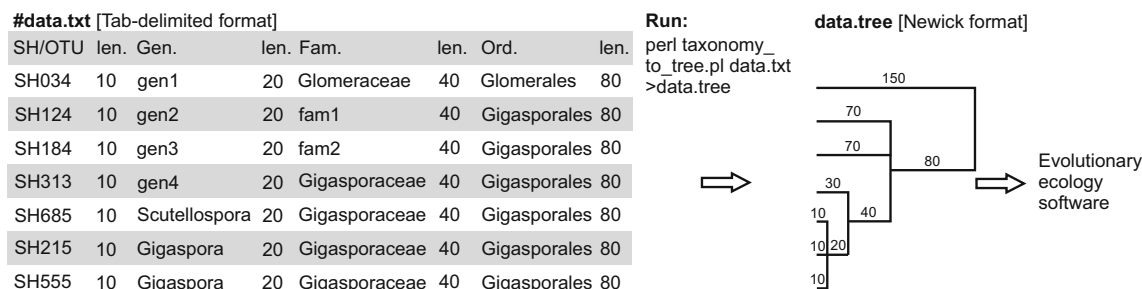 #data.txt [Tab-delimited format]
SH/OTU len. Gen. len. Fam. len. Ord. len.
SH034 10 gen1 20 Glomeraceae 40 Glomerales 80
SH124 10 gen2 20 fam1 40 Gigasporales 80
SH184 10 gen3 20 fam2 40 Gigasporales 80
SH313 10 gen4 20 Gigasporaceae 40 Gigasporales 80
SH685 10 Scutellospora 20 Gigasporaceae 40 Gigasporales 80
SH215 10 Gigaspora 20 Gigasporaceae 40 Gigasporales 80
SH555 10 Gigaspora 20 Gigasporaceae 40 Gigasporales 80
Run:
perl taxonomy_
to_tree.pl data.txt
>data.tree
data.tree [Newick format]
150
70
70
80
30
10
40
10 20
10
Evolutionary
ecology
software